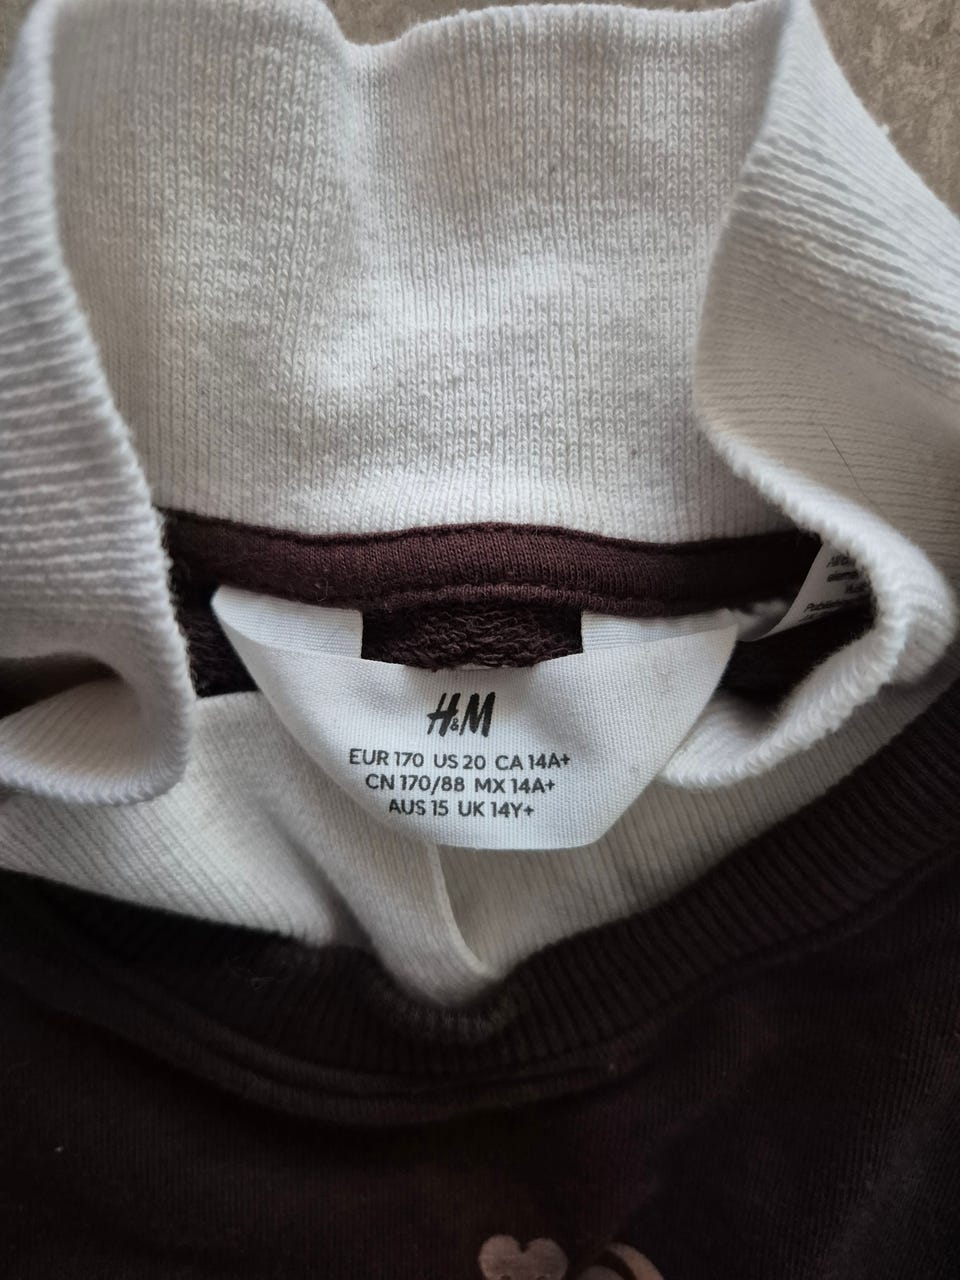 H&M
EUR 170 US 20 CA 14A+
CN 170/88 MX 14A+
AUS 15 UK 14Y+